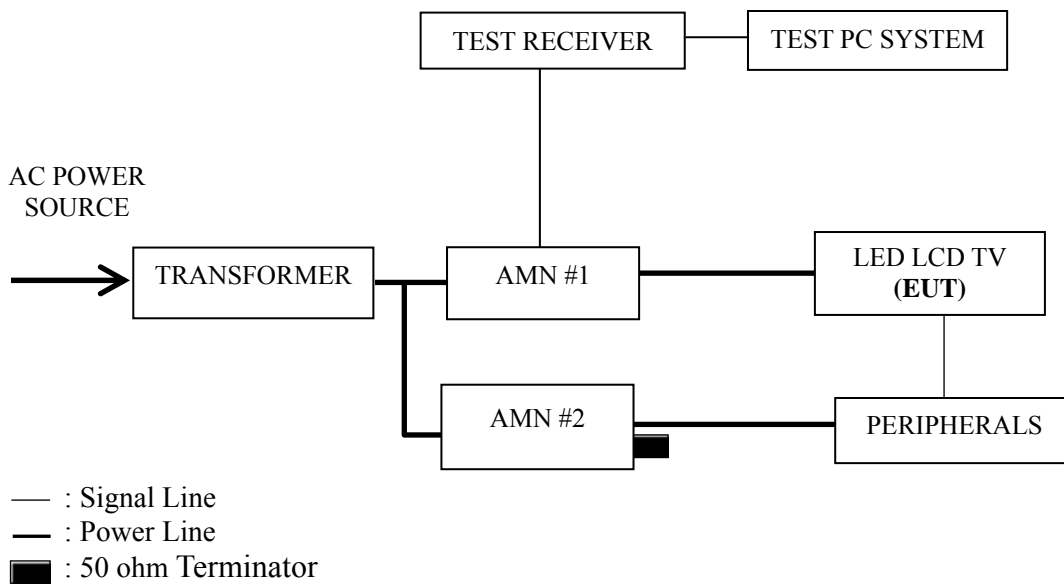 TEST RECEIVER
TEST PC SYSTEM
AC POWER
SOURCE
TRANSFORMER
AMN #1
LED LCD TV
(EUT)
AMN #2
PERIPHERALS
: Signal Line
: Power Line
: 50 ohm Terminator